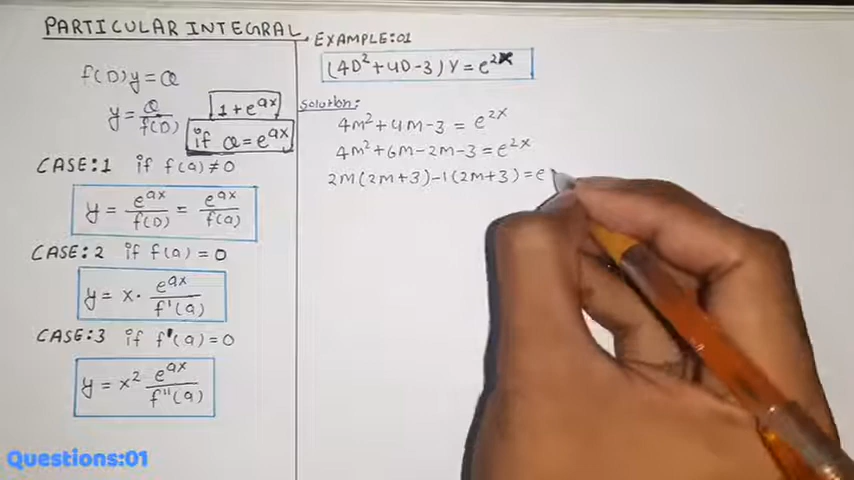 PARTICULAR INTEGRAL
f(D)y = Q
y = Q/f(D)
1 + e^ax
if Q = e^ax
CASE:1 if f(a) ≠ 0
y = e^ax/f(D) = e^ax/f(a)
CASE:2 if f(a) = 0
y = x · e^ax/f'(a)
CASE:3 if f'(a) = 0
y = x² e^ax/f''(a)
Questions:01
EXAMPLE:01
(4D² + 4D - 3) Y = e^2x
Solution:
4M² + 4M - 3 = e^2x
4M² + 6M - 2M - 3 = e^2x
2M(2M + 3) - 1(2M + 3) = e